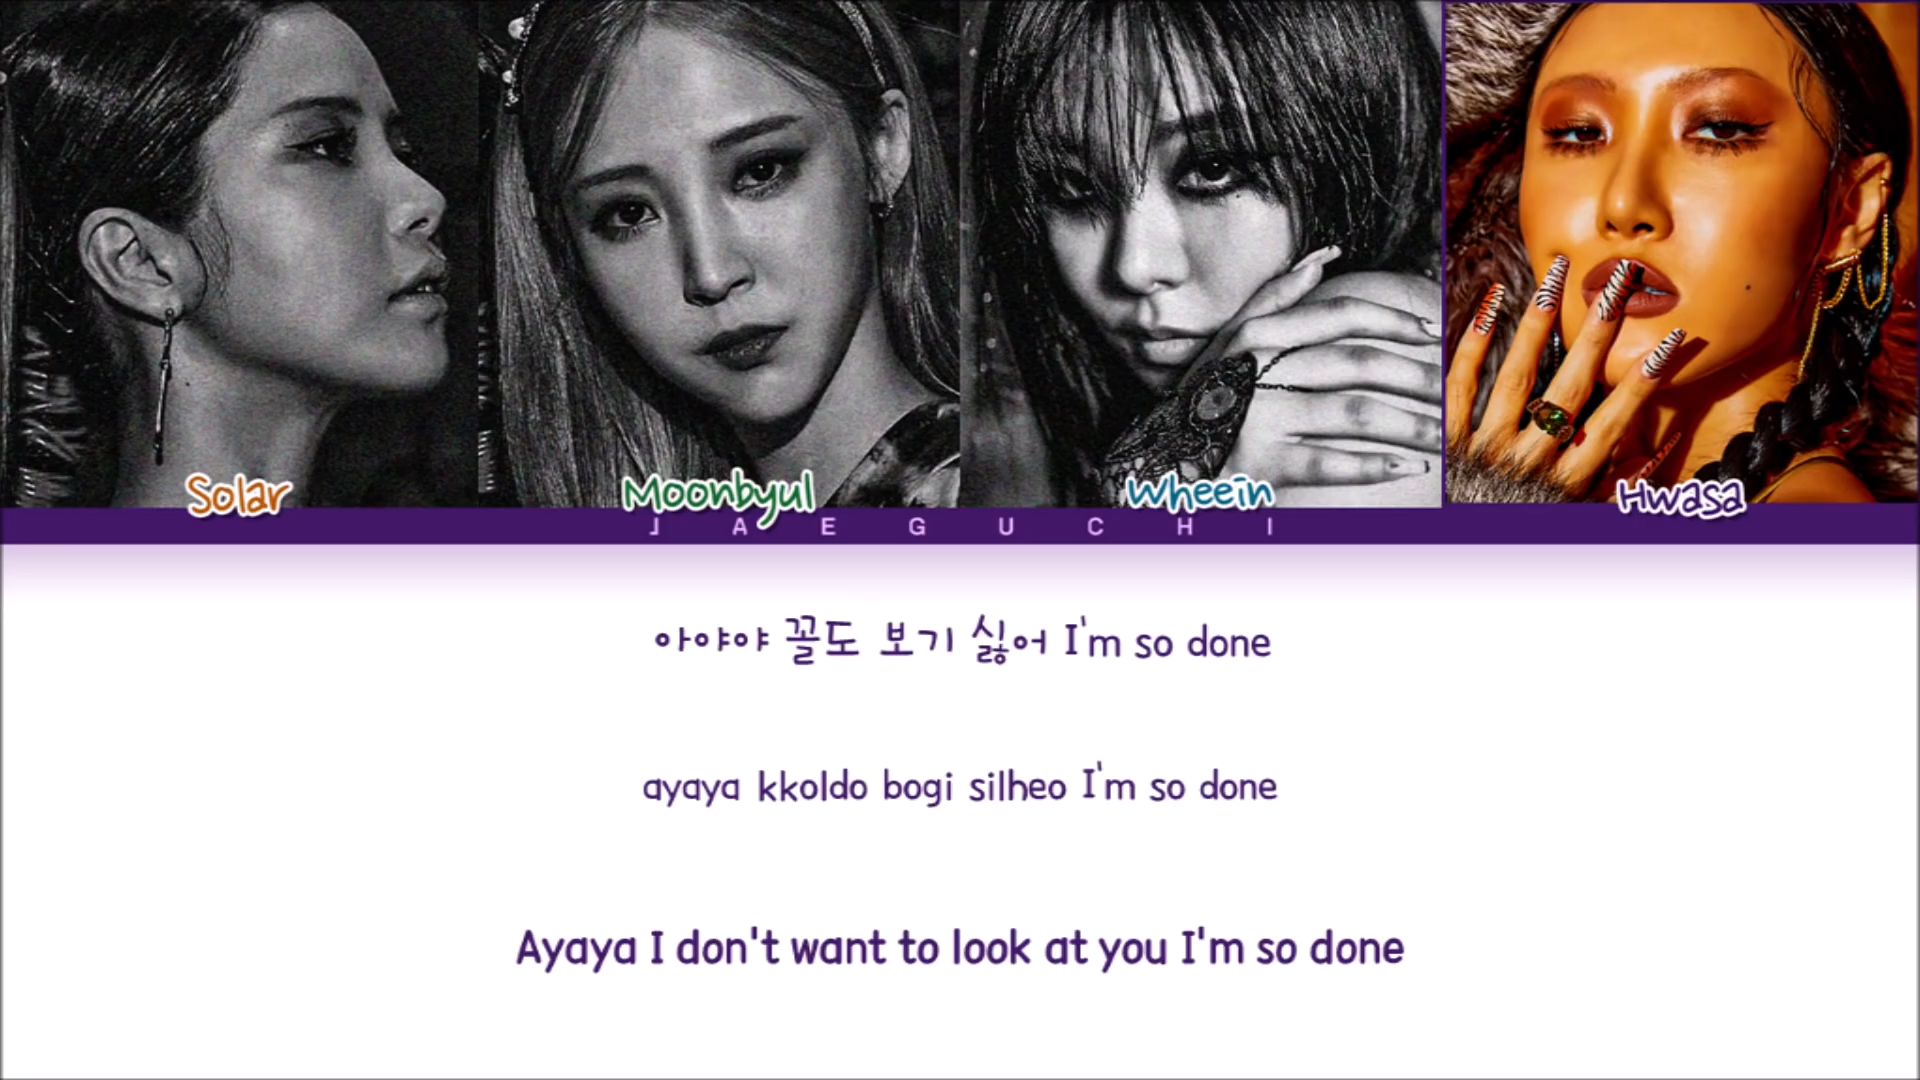 Solar Moonbyul Wheein Hwasa
JAEGUCHI
아야야 꼴도 보기 싫어 I'm so done
ayaya kkoldo bogi silheo I'm so done
Ayaya I don't want to look at you I'm so done